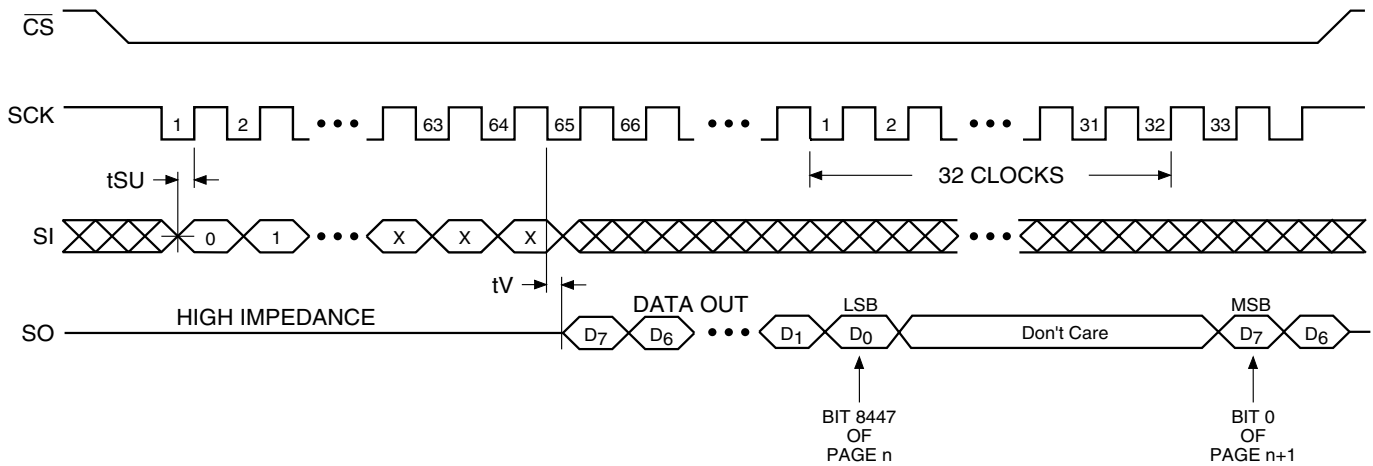 CS
SCK 1 2 ••• 63 64 65 66 ••• 1 2 ••• 31 32 33
tSU
32 CLOCKS
SI 0 1 ••• X X X •••
tV
HIGH IMPEDANCE
DATA OUT
LSB
MSB
SO D7 D6 ••• D1 D0 Don't Care D7 D6
BIT 8447
OF
PAGE n
BIT 0
OF
PAGE n+1